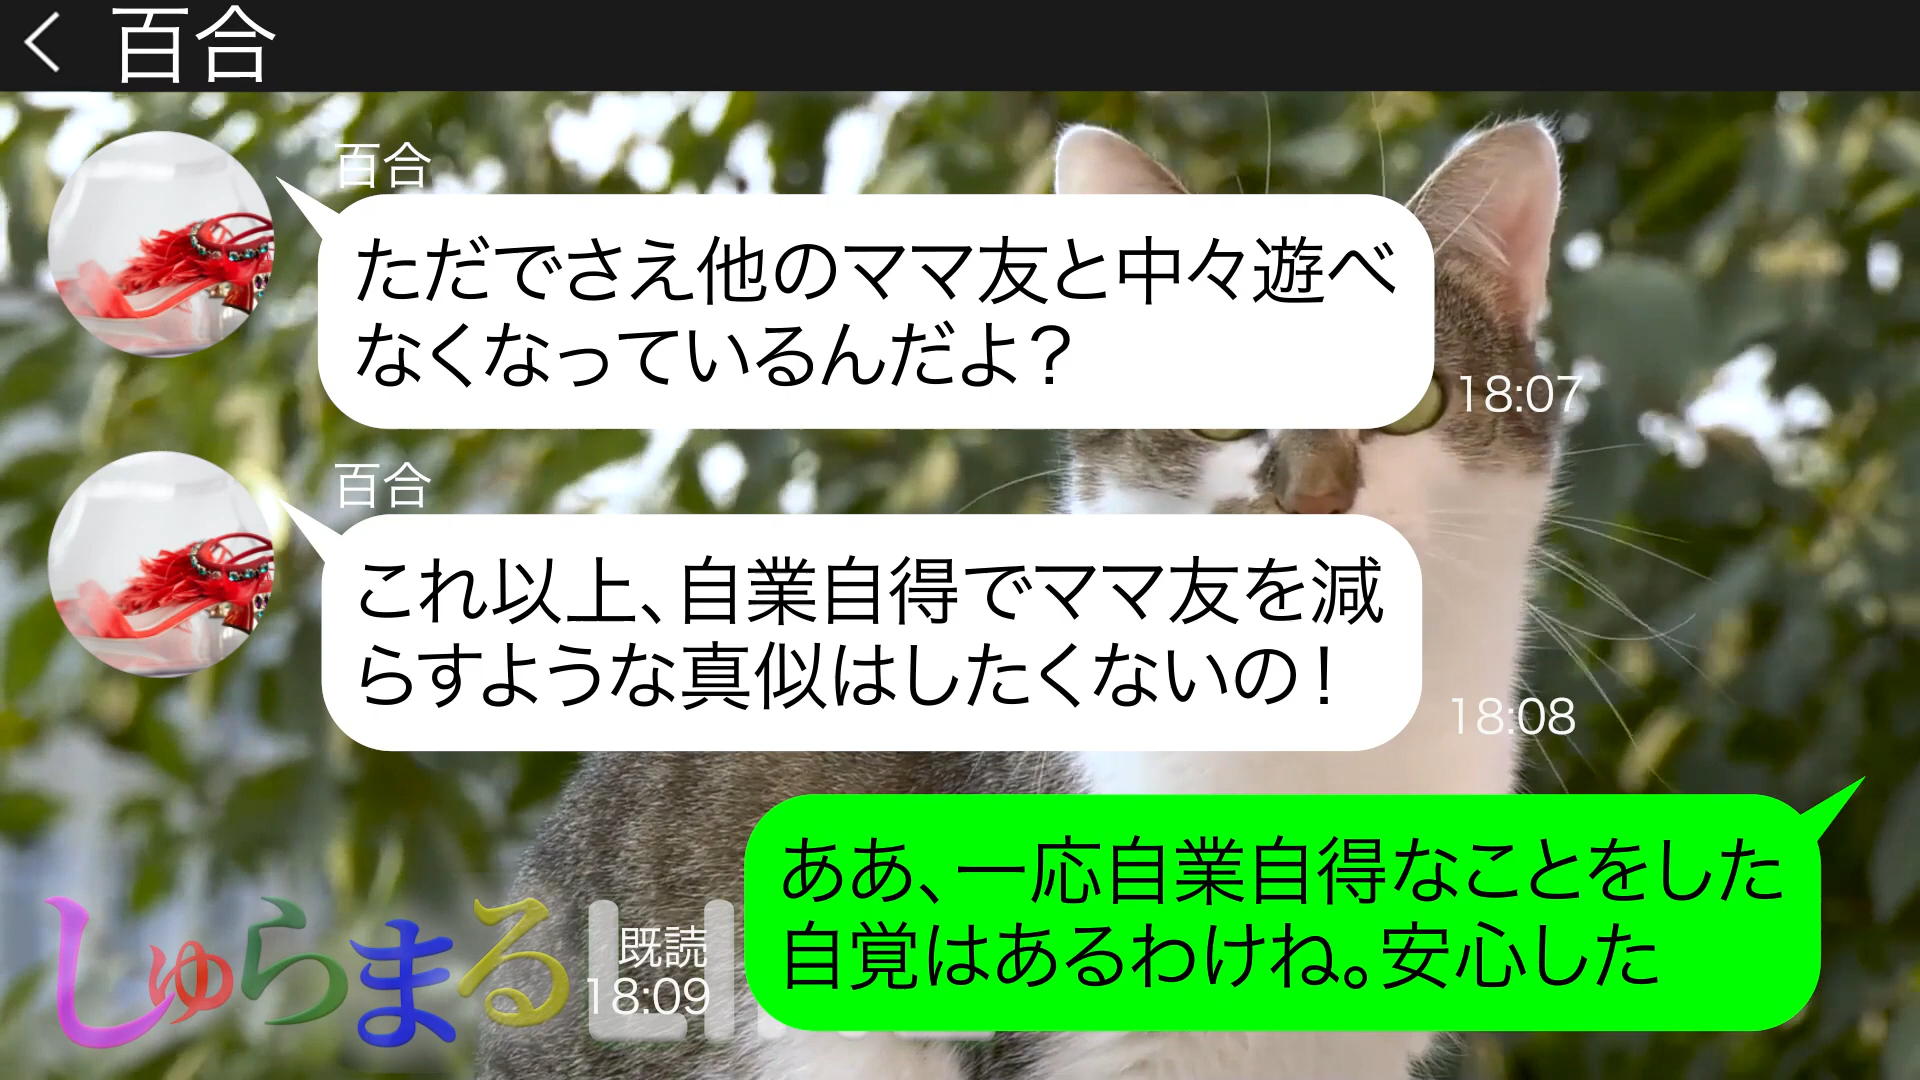 百合
百合
ただでさえ他のママ友と中々遊べ
なくなっているんだよ?
18:07
百合
これ以上、自業自得でママ友を減
らすような真似はしたくないの!
18:08
ああ、一応自業自得なことをした
自覚はあるわけね。安心した
既読
18:09
しゅらまる